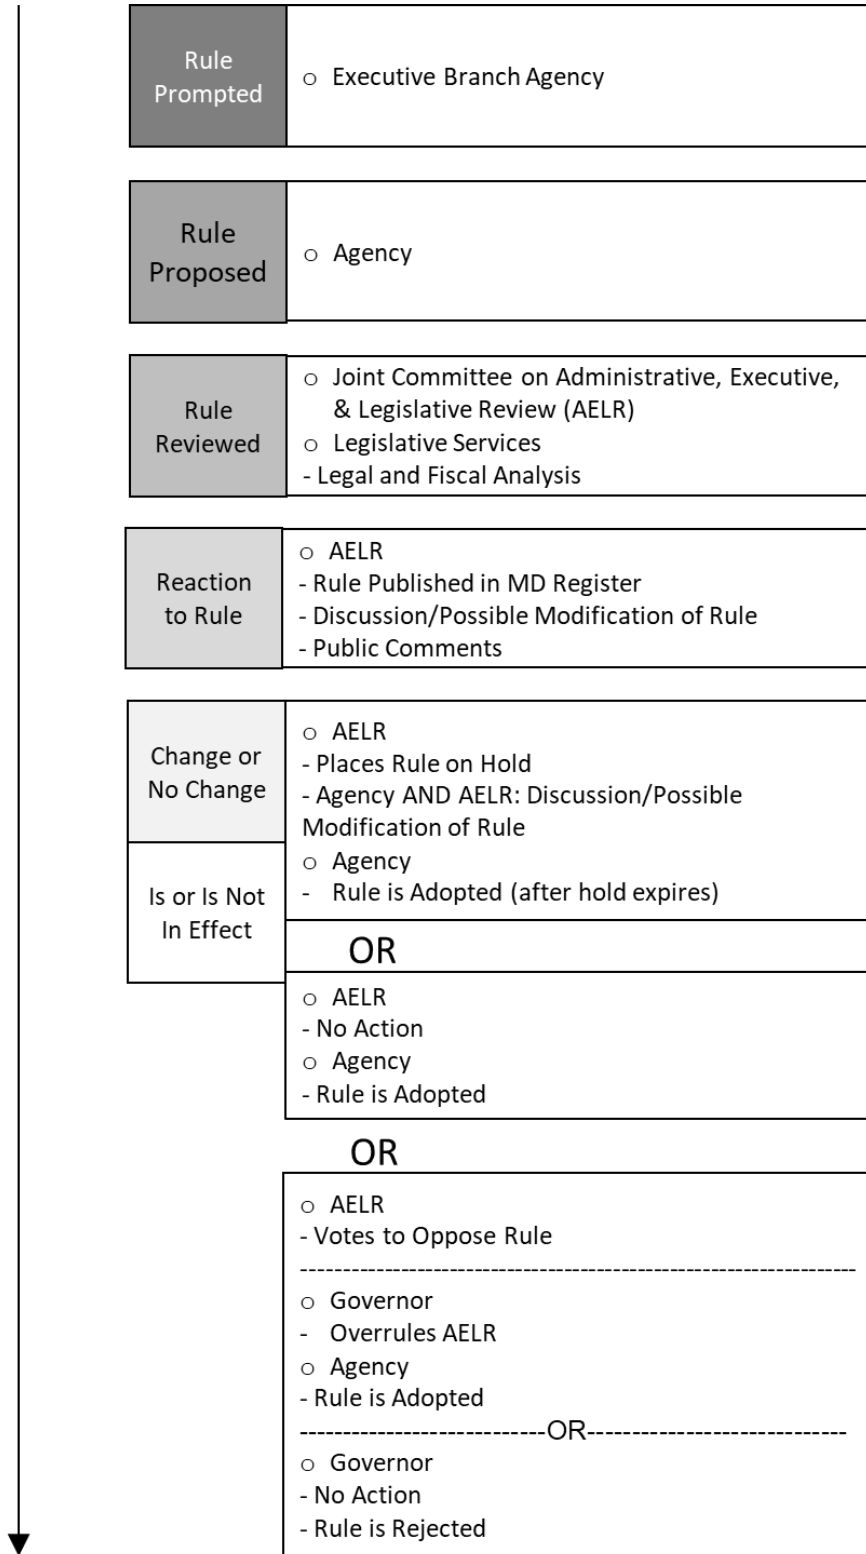 Rule
Prompted
○ Executive Branch Agency
Rule
Proposed
○ Agency
Rule
Reviewed
○ Joint Committee on Administrative, Executive,
& Legislative Review (AELR)
○ Legislative Services
- Legal and Fiscal Analysis
Reaction
to Rule
○ AELR
- Rule Published in MD Register
- Discussion/Possible Modification of Rule
- Public Comments
Change or
No Change
Is or Is Not
In Effect
○ AELR
- Places Rule on Hold
- Agency AND AELR: Discussion/Possible
Modification of Rule
○ Agency
- Rule is Adopted (after hold expires)
OR
○ AELR
- No Action
○ Agency
- Rule is Adopted
OR
○ AELR
- Votes to Oppose Rule
○ Governor
- Overrules AELR
○ Agency
- Rule is Adopted
OR
○ Governor
- No Action
- Rule is Rejected